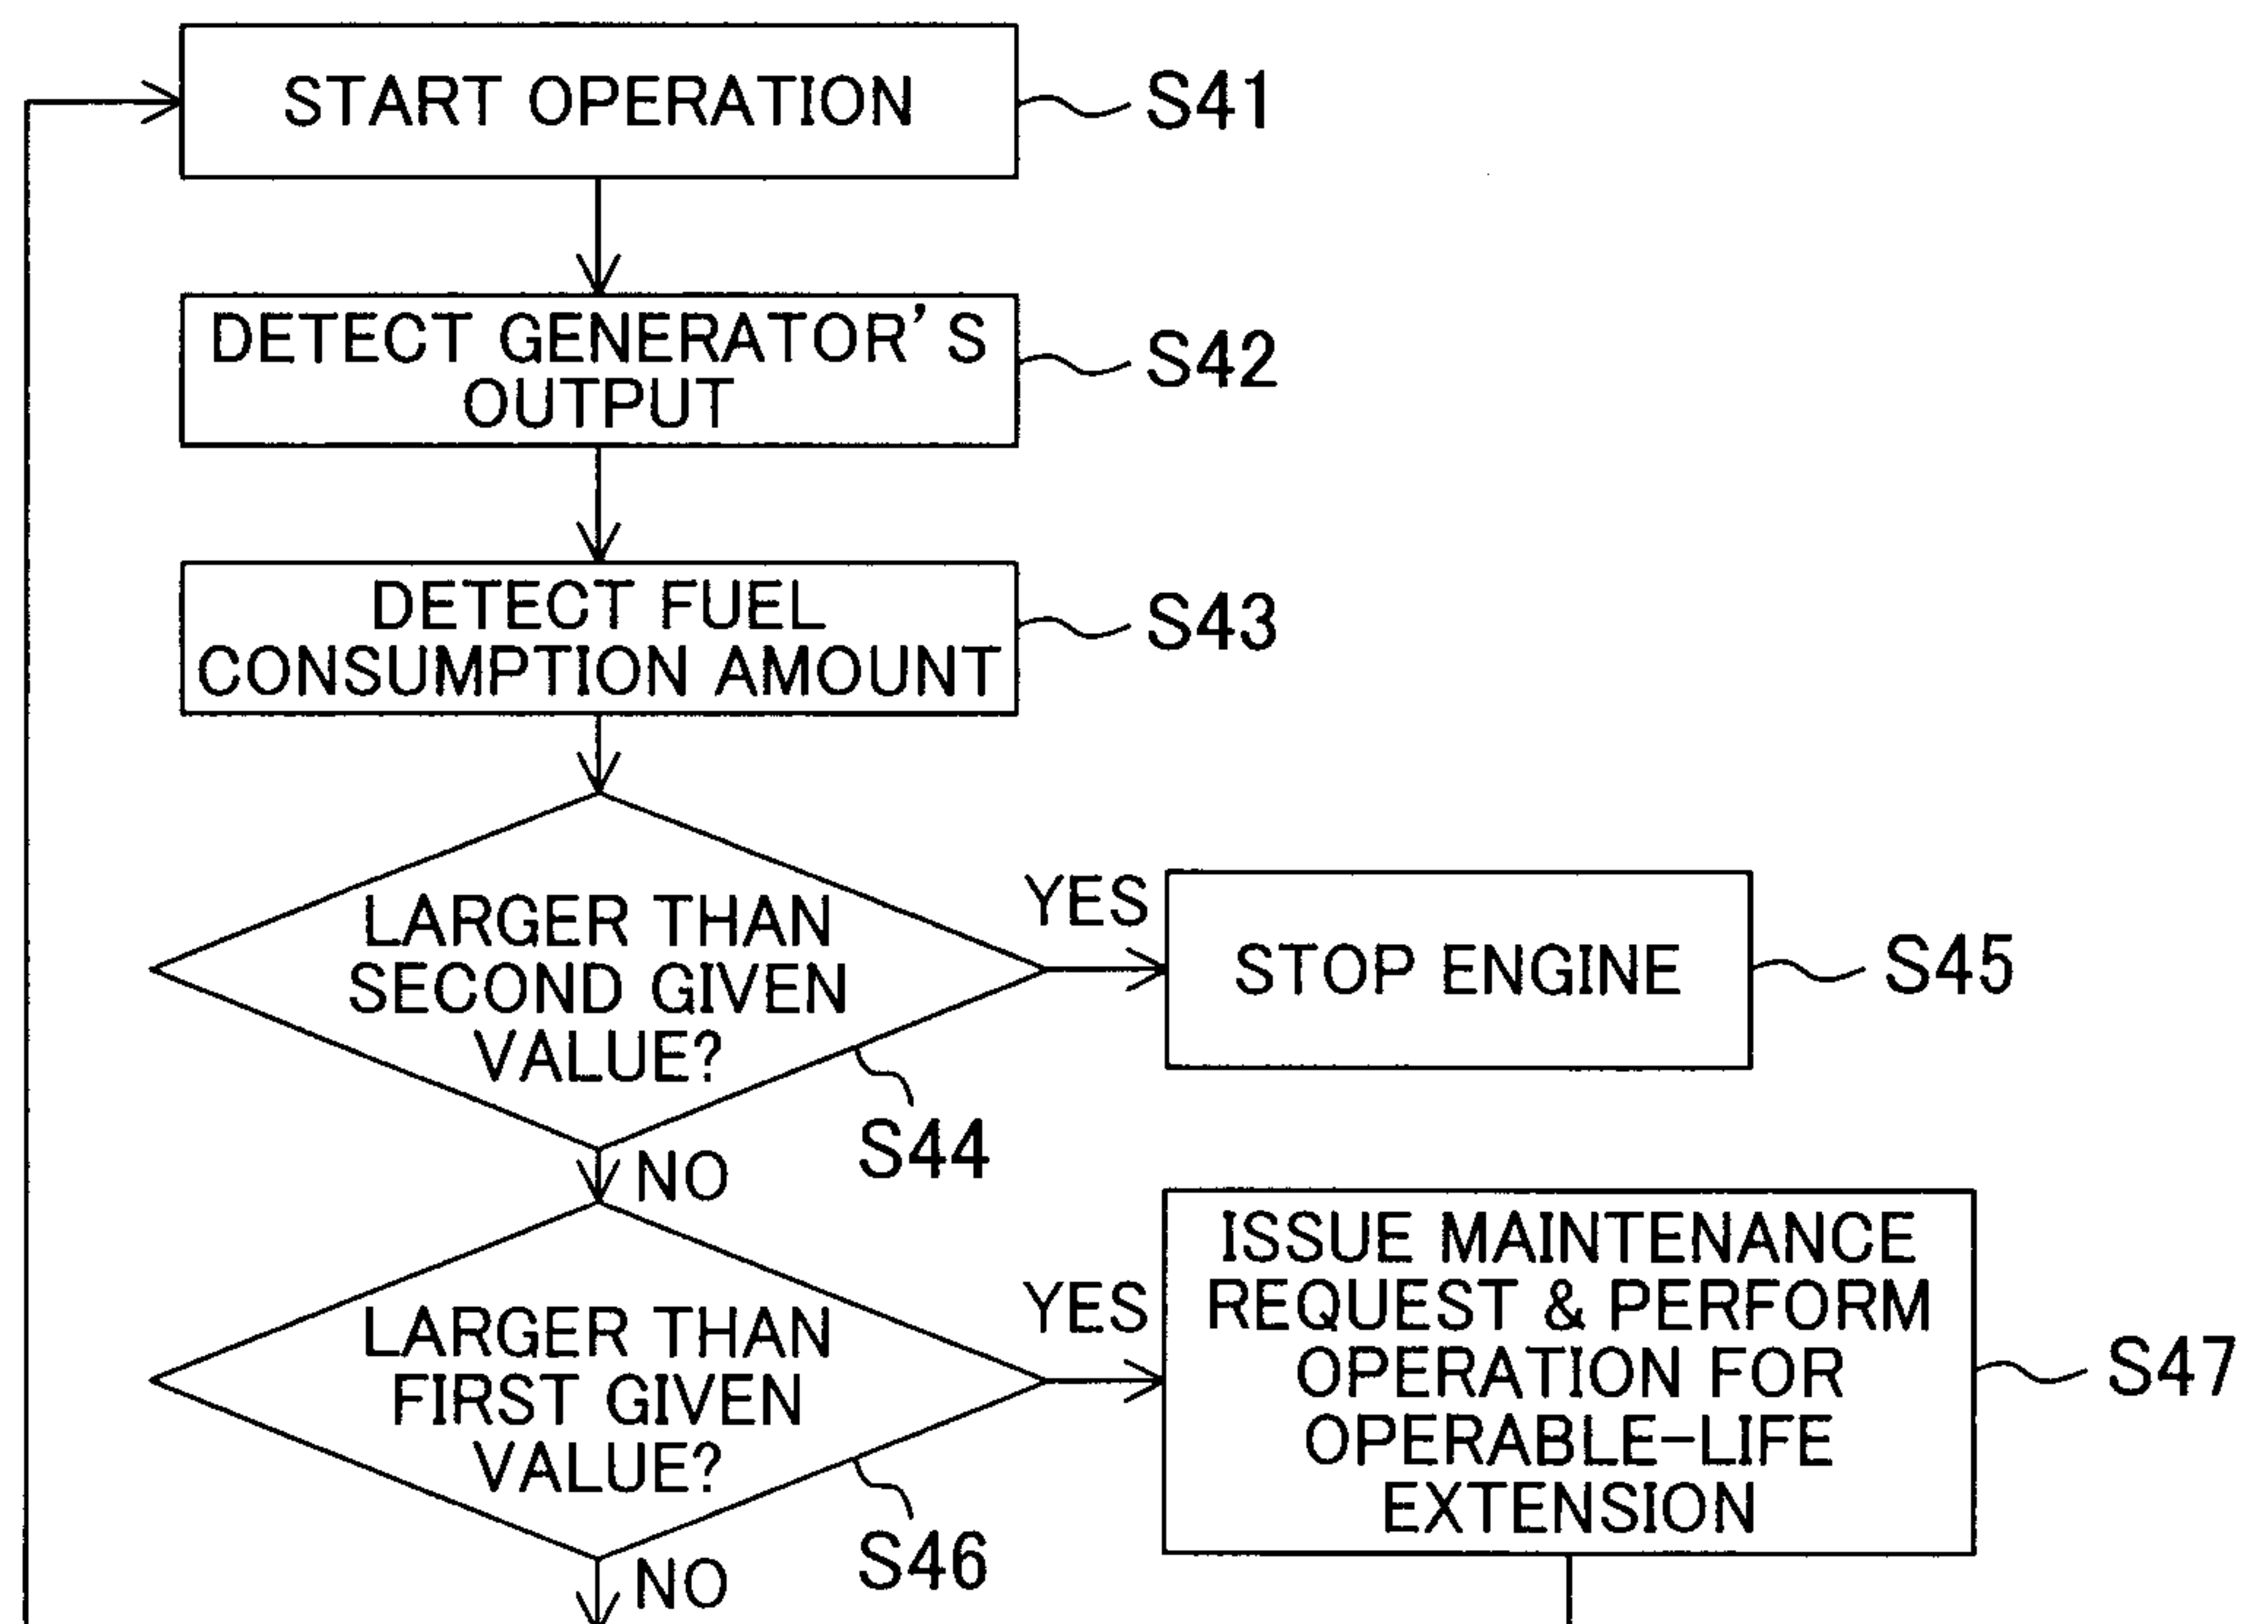 START OPERATION
S41
DETECT GENERATOR'S
OUTPUT
S42
DETECT FUEL
CONSUMPTION AMOUNT
S43
LARGER THAN
SECOND GIVEN
VALUE?
S44
YES
STOP ENGINE
S45
NO
LARGER THAN
FIRST GIVEN
VALUE?
S46
YES
ISSUE MAINTENANCE
REQUEST & PERFORM
OPERATION FOR
OPERABLE-LIFE
EXTENSION
S47
NO